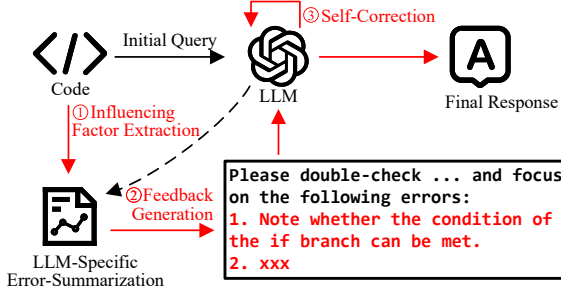 ③Self-Correction
Initial Query
A
Code
LLM
Final Response
①Influencing
Factor Extraction
②Feedback
Generation
Please double-check ... and focus
on the following errors:
1. Note whether the condition of
the if branch can be met.
2. xxx
LLM-Specific
Error-Summarization